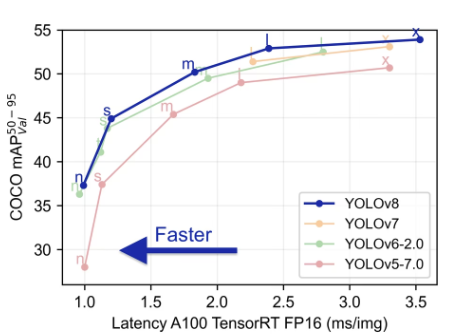 55
50
45
40
35
30
COCO mAP50-95 Val
n
s
m
l
x
n
s
l
l
x
n
s
m
l
x
Faster
YOLOv8
YOLOv7
YOLOv6-2.0
YOLOv5-7.0
1.0
1.5
2.0
2.5
3.0
3.5
Latency A100 TensorRT FP16 (ms/img)